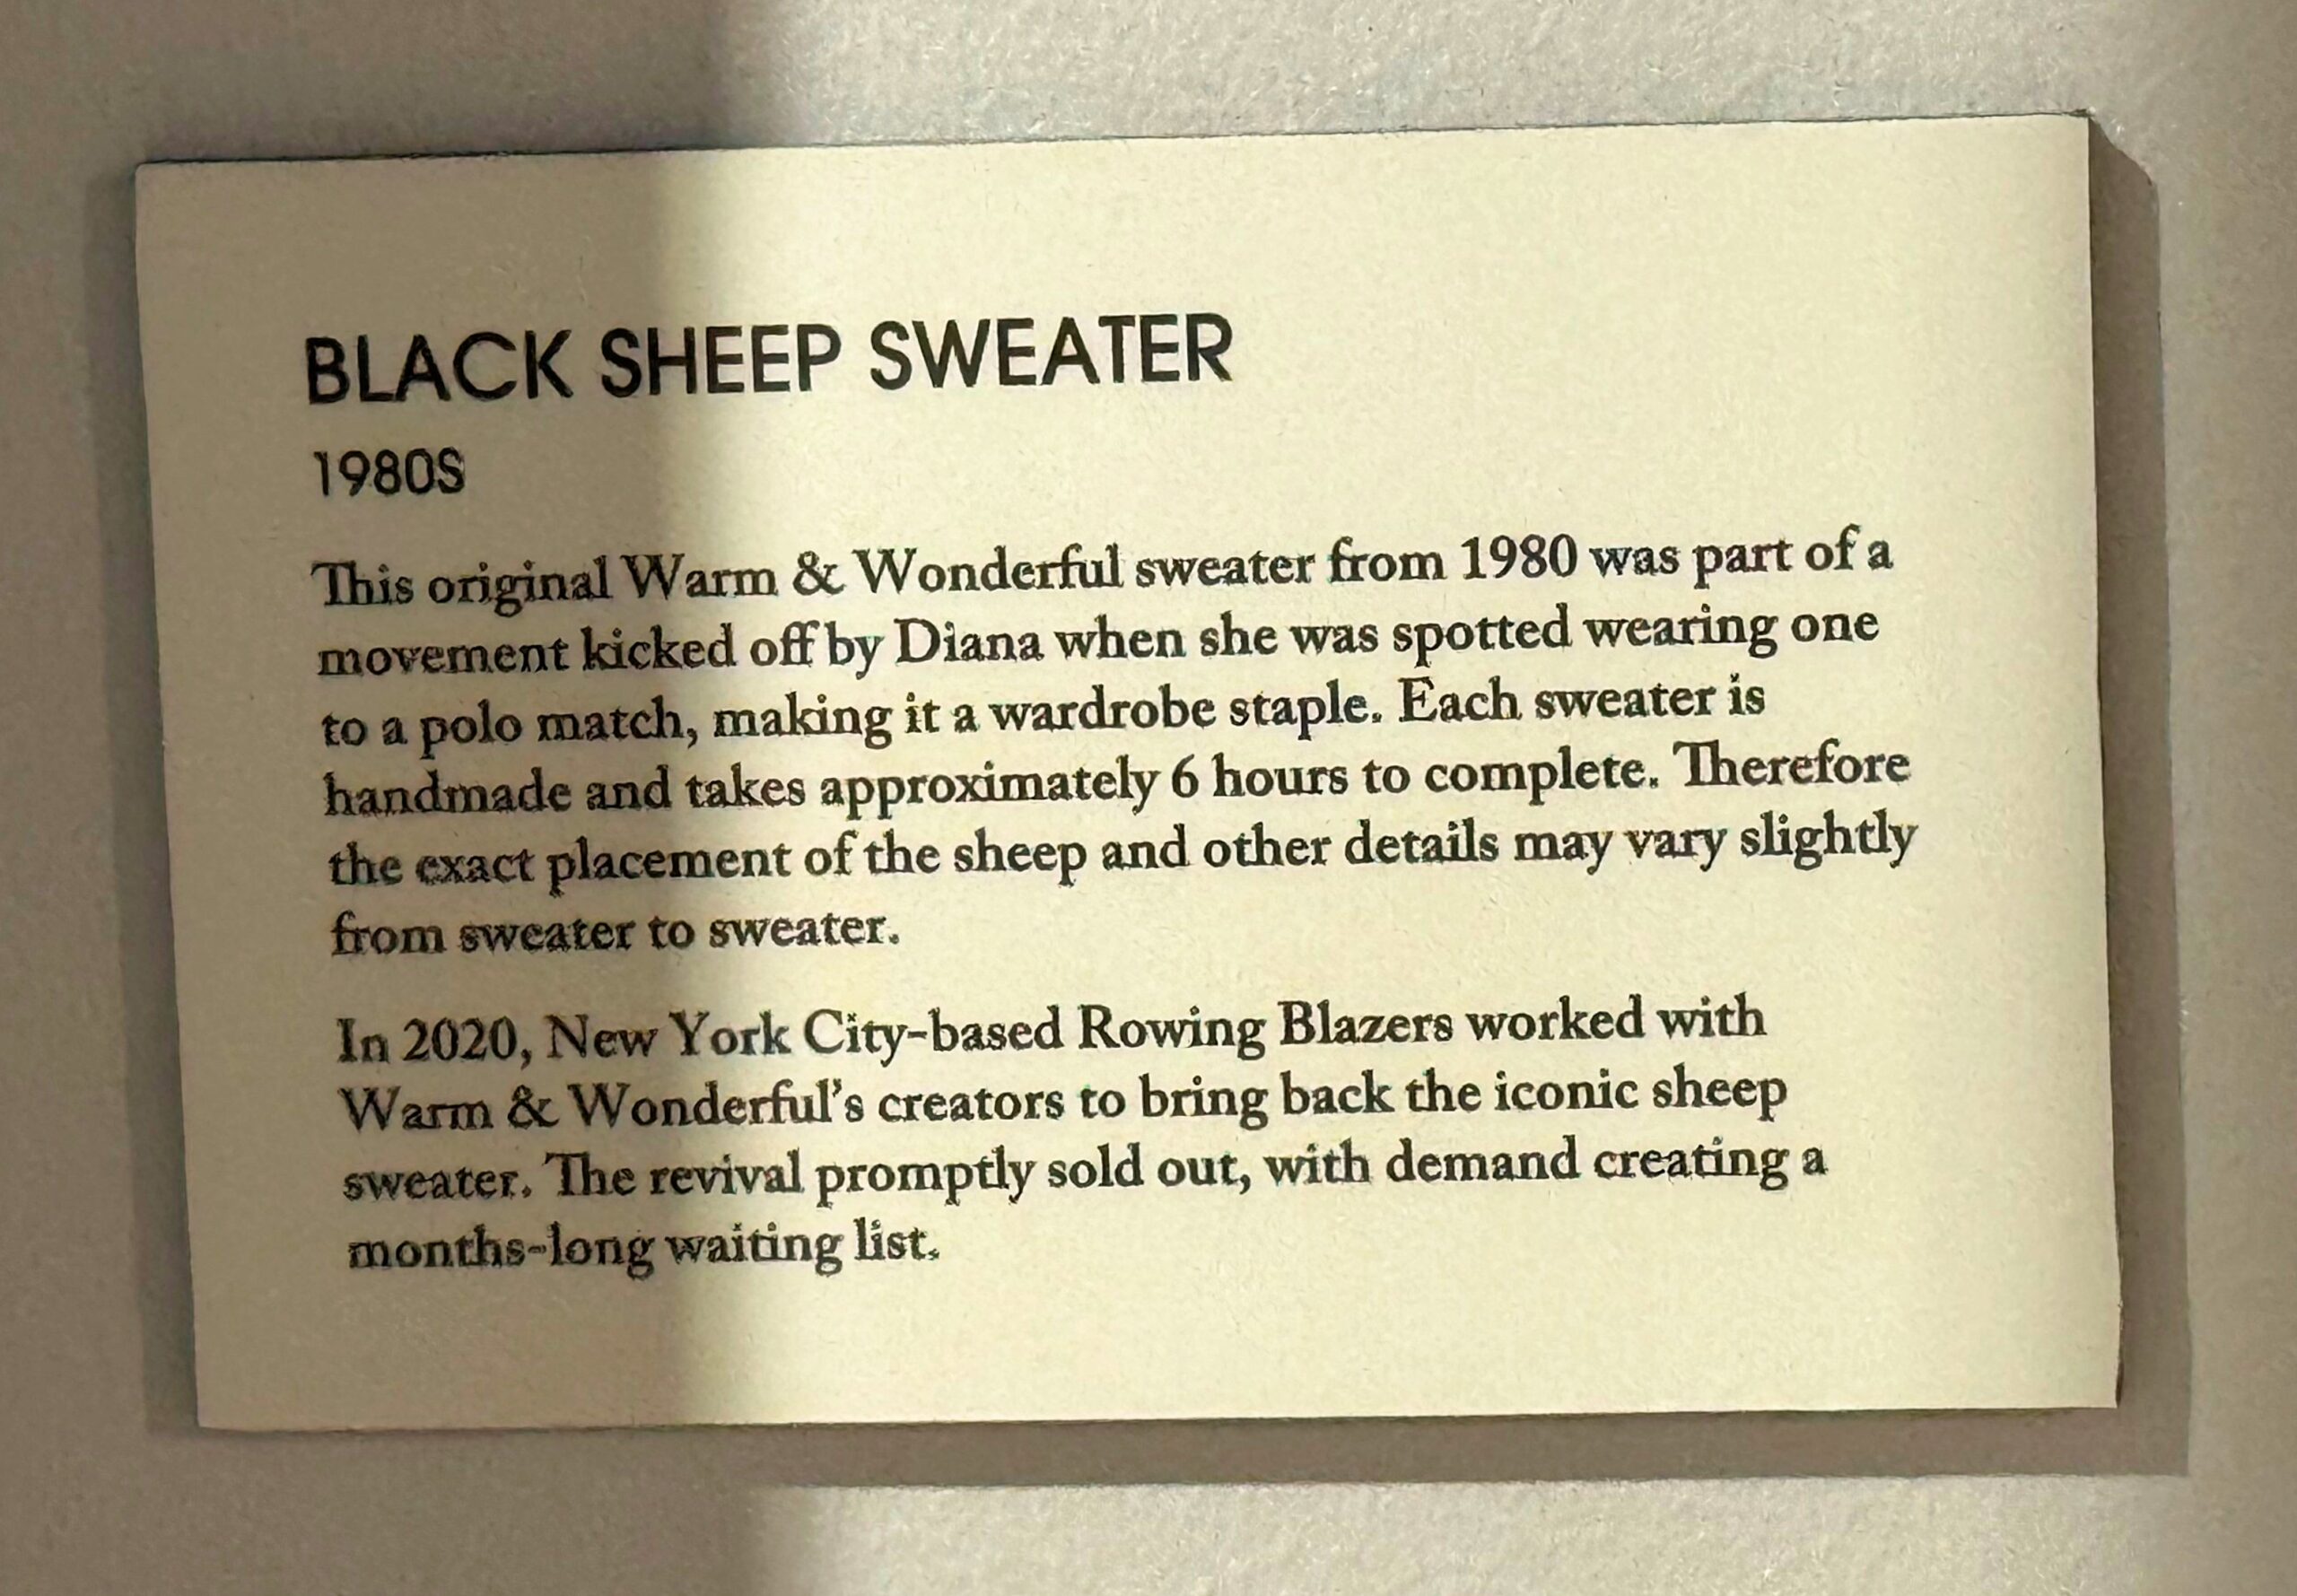 BLACK SHEEP SWEATER
1980S
This original Warm & Wonderful sweater from 1980 was part of a
movement kicked off by Diana when she was spotted wearing one
to a polo match, making it a wardrobe staple. Each sweater is
handmade and takes approximately 6 hours to complete. Therefore
the exact placement of the sheep and other details may vary slightly
from sweater to sweater.
In 2020, New York City-based Rowing Blazers worked with
Warm & Wonderful's creators to bring back the iconic sheep
sweater. The revival promptly sold out, with demand creating a
months-long waiting list.